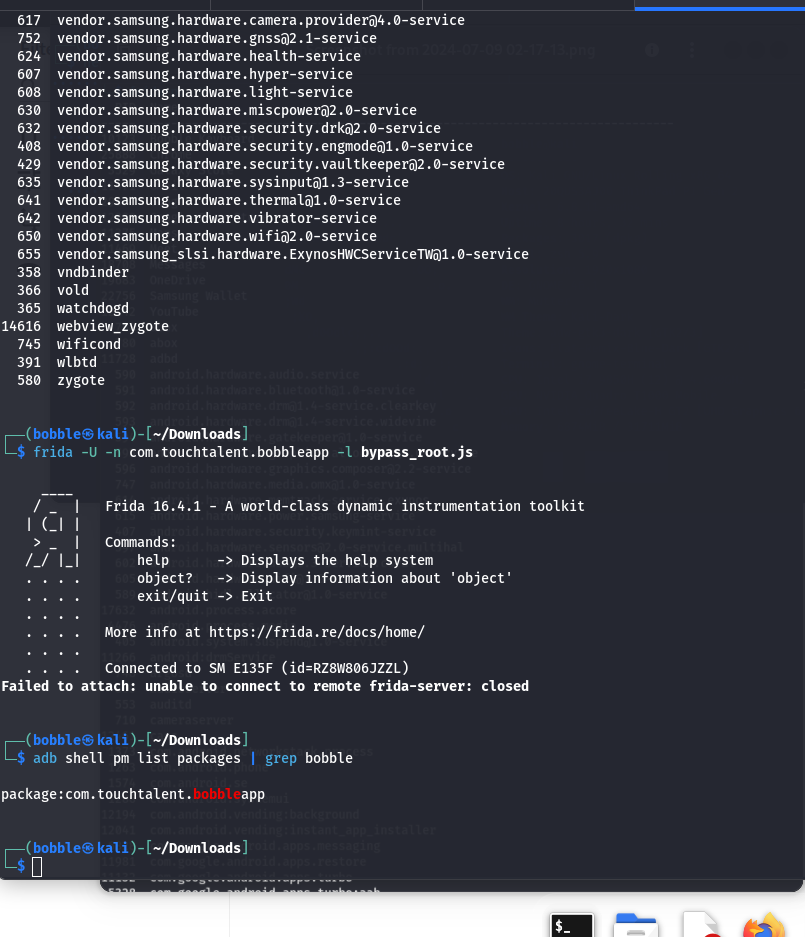 617  vendor.samsung.hardware.camera.provider@4.0-service
752  vendor.samsung.hardware.gnss@2.1-service
624  vendor.samsung.hardware.health-service
607  vendor.samsung.hardware.hyper-service
608  vendor.samsung.hardware.light-service
630  vendor.samsung.hardware.miscpower@2.0-service
632  vendor.samsung.hardware.security.drk@2.0-service
408  vendor.samsung.hardware.security.engmode@1.0-service
429  vendor.samsung.hardware.security.vaultkeeper@2.0-service
635  vendor.samsung.hardware.sysinput@1.3-service
641  vendor.samsung.hardware.thermal@1.0-service
642  vendor.samsung.hardware.vibrator-service
650  vendor.samsung.hardware.wifi@2.0-service
655  vendor.samsung_slsi.hardware.ExynosHWCServiceTW@1.0-service
358  vndbinder
366  vold
365  watchdogd
14616  webview_zygote
745  wificond
391  wlbtd
580  zygote
┌──(bobble㉿kali)-[~/Downloads]
└─$ frida -U -n com.touchtalent.bobbleapp -l bypass_root.js
     ____
    / _  |   Frida 16.4.1 - A world-class dynamic instrumentation toolkit
   | (_| |
    > _  |   Commands:
   /_/ |_|       help      -> Displays the help system
   . . . .       object?   -> Display information about 'object'
   . . . .       exit/quit -> Exit
   . . . .
   . . . .   More info at https://frida.re/docs/home/
   . . . .
   . . . .   Connected to SM E135F (id=RZ8W806JZZL)
Failed to attach: unable to connect to remote frida-server: closed
┌──(bobble㉿kali)-[~/Downloads]
└─$ adb shell pm list packages | grep bobble
package:com.touchtalent.bobbleapp
┌──(bobble㉿kali)-[~/Downloads]
└─$